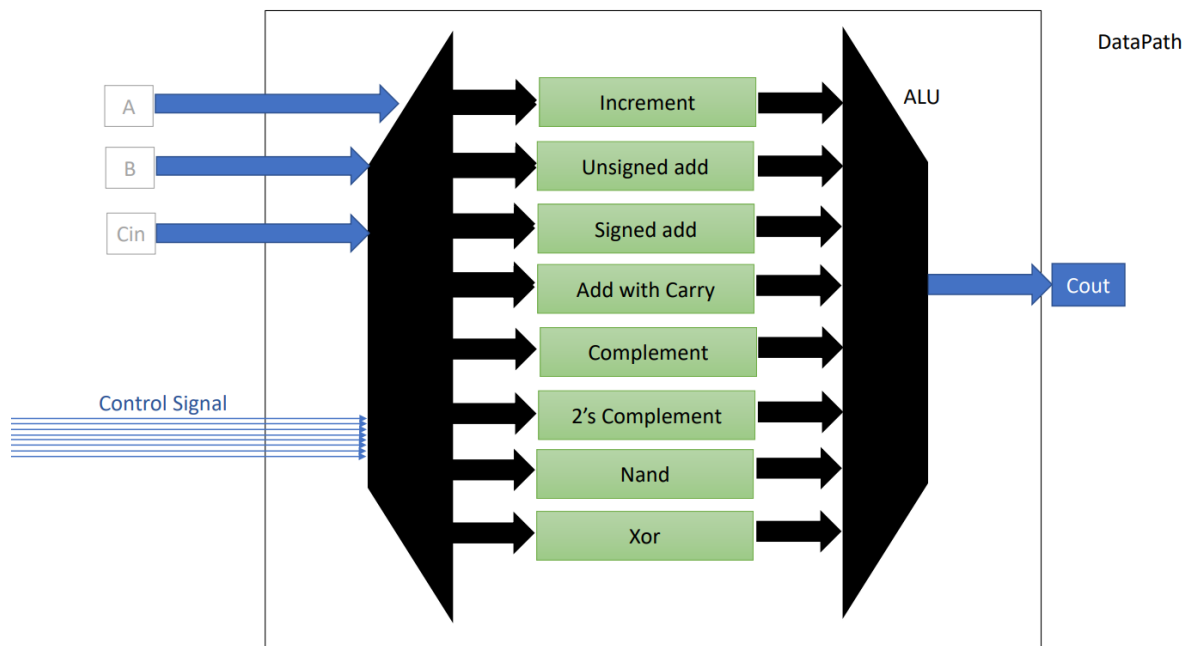 DataPath
ALU
A
B
Cin
Control Signal
Increment
Unsigned add
Signed add
Add with Carry
Complement
2’s Complement
Nand
Xor
Cout